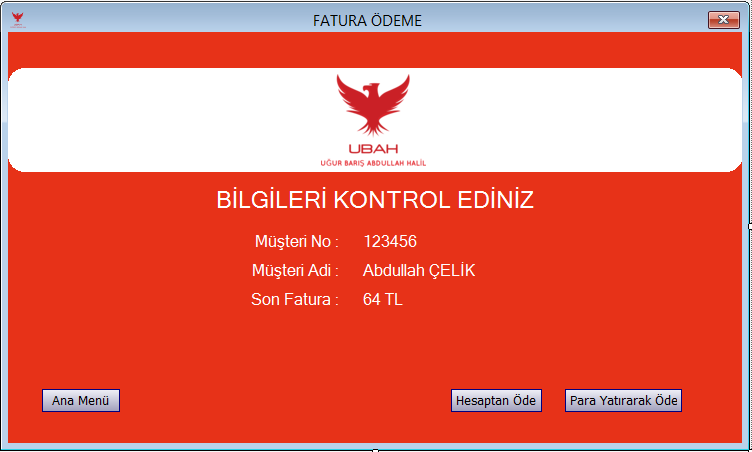 FATURA ÖDEME
UBAH
UĞUR BARIŞ ABDULLAH HALİL
BİLGİLERİ KONTROL EDİNİZ
Müşteri No : 123456
Müşteri Adi : Abdullah ÇELİK
Son Fatura : 64 TL
Ana Menü Hesaptan Öde Para Yatırarak Öde